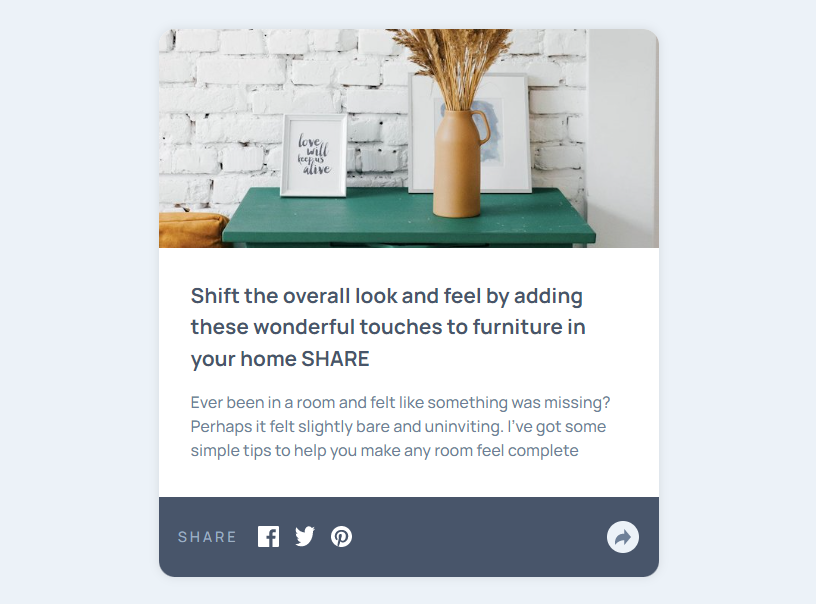 love
will
keep us
alive
Shift the overall look and feel by adding
these wonderful touches to furniture in
your home SHARE
Ever been in a room and felt like something was missing?
Perhaps it felt slightly bare and uninviting. I’ve got some
simple tips to help you make any room feel complete
SHARE